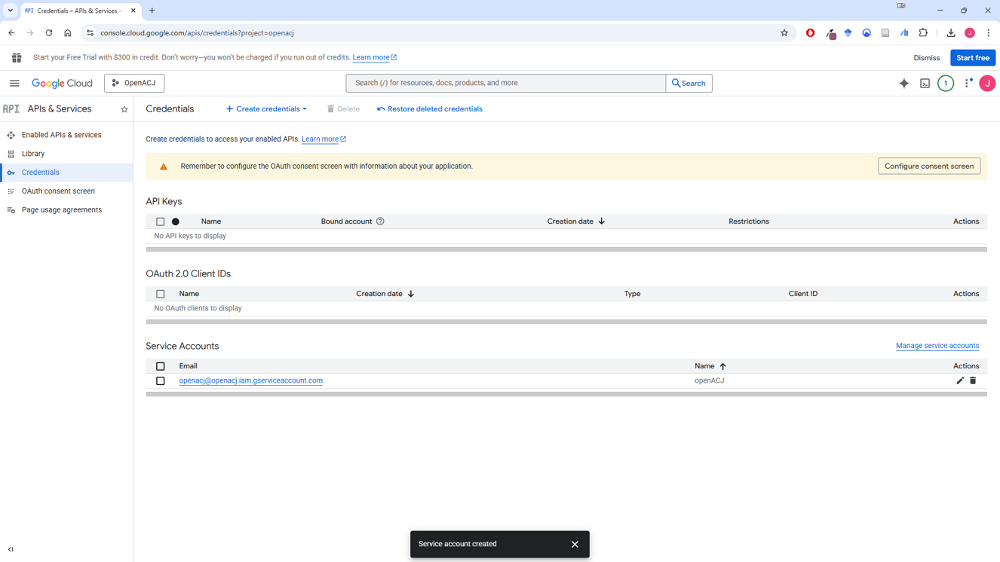 API Credentials – APIs & Services –
console.cloud.google.com/apis/credentials?project=openacj
J
Start your Free Trial with $300 in credit. Don't worry—you won't be charged if you run out of credits. Learn more
Dismiss
Start free
Google Cloud
OpenACJ
Search (/) for resources, docs, products, and more
Search
1
J
API APIs & Services
Credentials
Create credentials
Delete
Restore deleted credentials
Enabled APIs & services
Library
Credentials
OAuth consent screen
Page usage agreements
Create credentials to access your enabled APIs. Learn more
Remember to configure the OAuth consent screen with information about your application.
Configure consent screen
API Keys
Name Bound account Creation date Restrictions Actions
No API keys to display
OAuth 2.0 Client IDs
Name Creation date Type Client ID Actions
No OAuth clients to display
Service Accounts
Manage service accounts
Email Name Actions
openacj@openacj.iam.gserviceaccount.com openACJ
Service account created